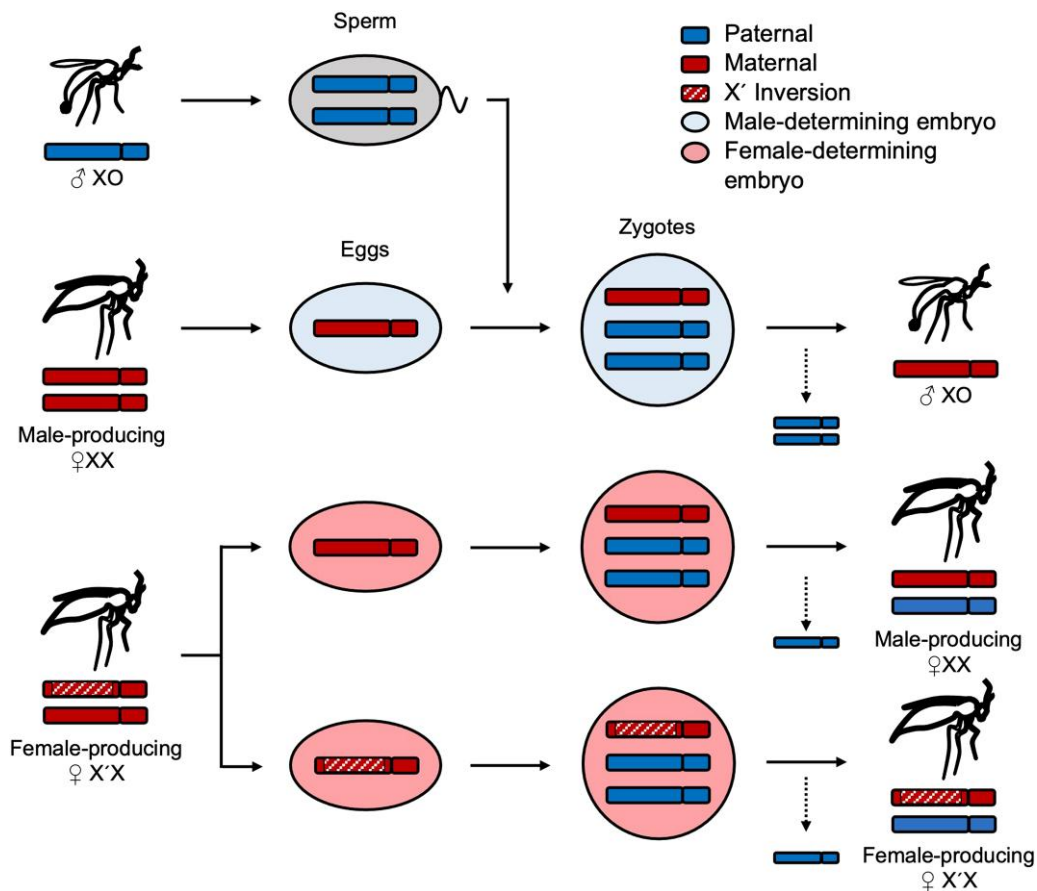 Sperm
Paternal
Maternal
X´ Inversion
Male-determining embryo
Female-determining
embryo
♂ XO
Eggs
Zygotes
Male-producing
♀XX
♂ XO
Male-producing
♀XX
Female-producing
♀ X´X
Female-producing
♀ X´X